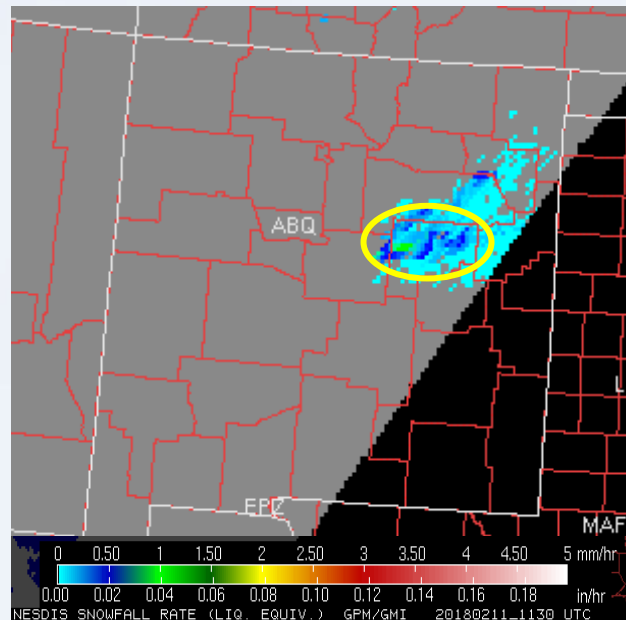 ABQ
L
EPZ
MAF
0 0.50 1 1.50 2 2.50 3 3.50 4 4.50 5 mm/hr
0.00 0.02 0.04 0.06 0.08 0.10 0.12 0.14 0.16 0.18 in/hr
NESDIS SNOWFALL RATE (LIQ. EQUIV.) GPM/GMI 20180211_1130 UTC